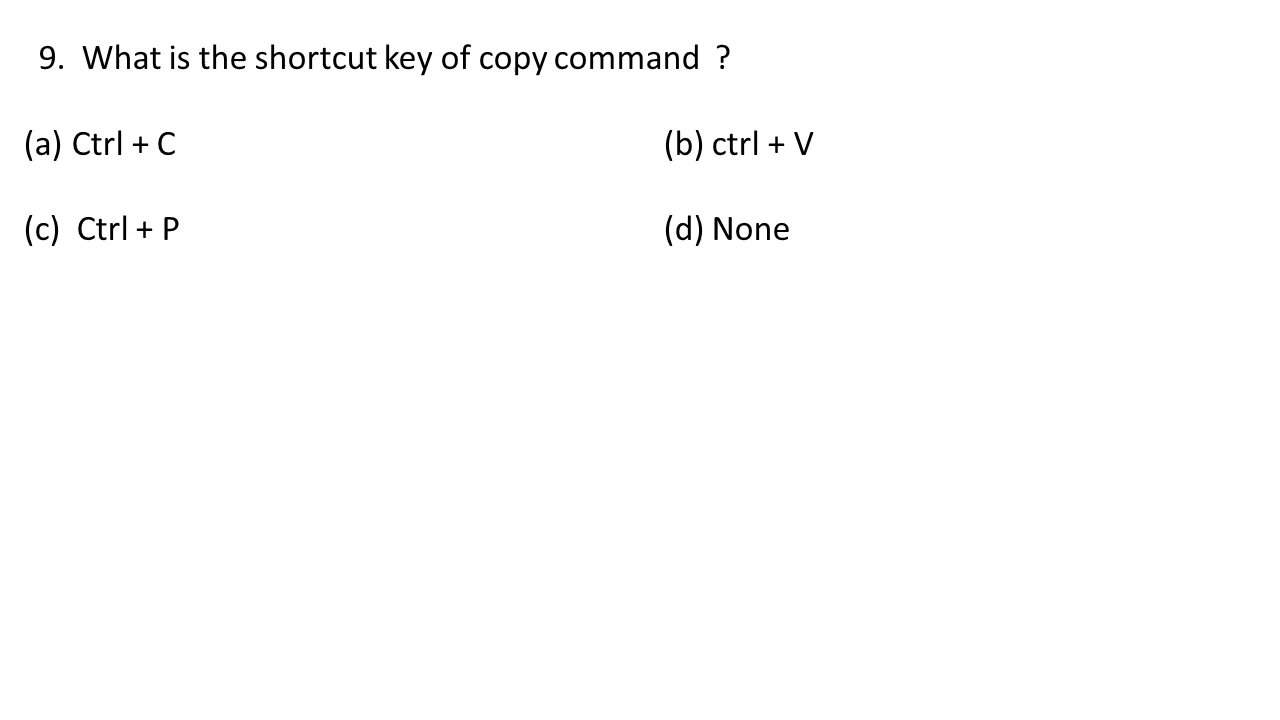 9. What is the shortcut key of copy command ?
(a) Ctrl + C (b) ctrl + V
(c) Ctrl + P (d) None